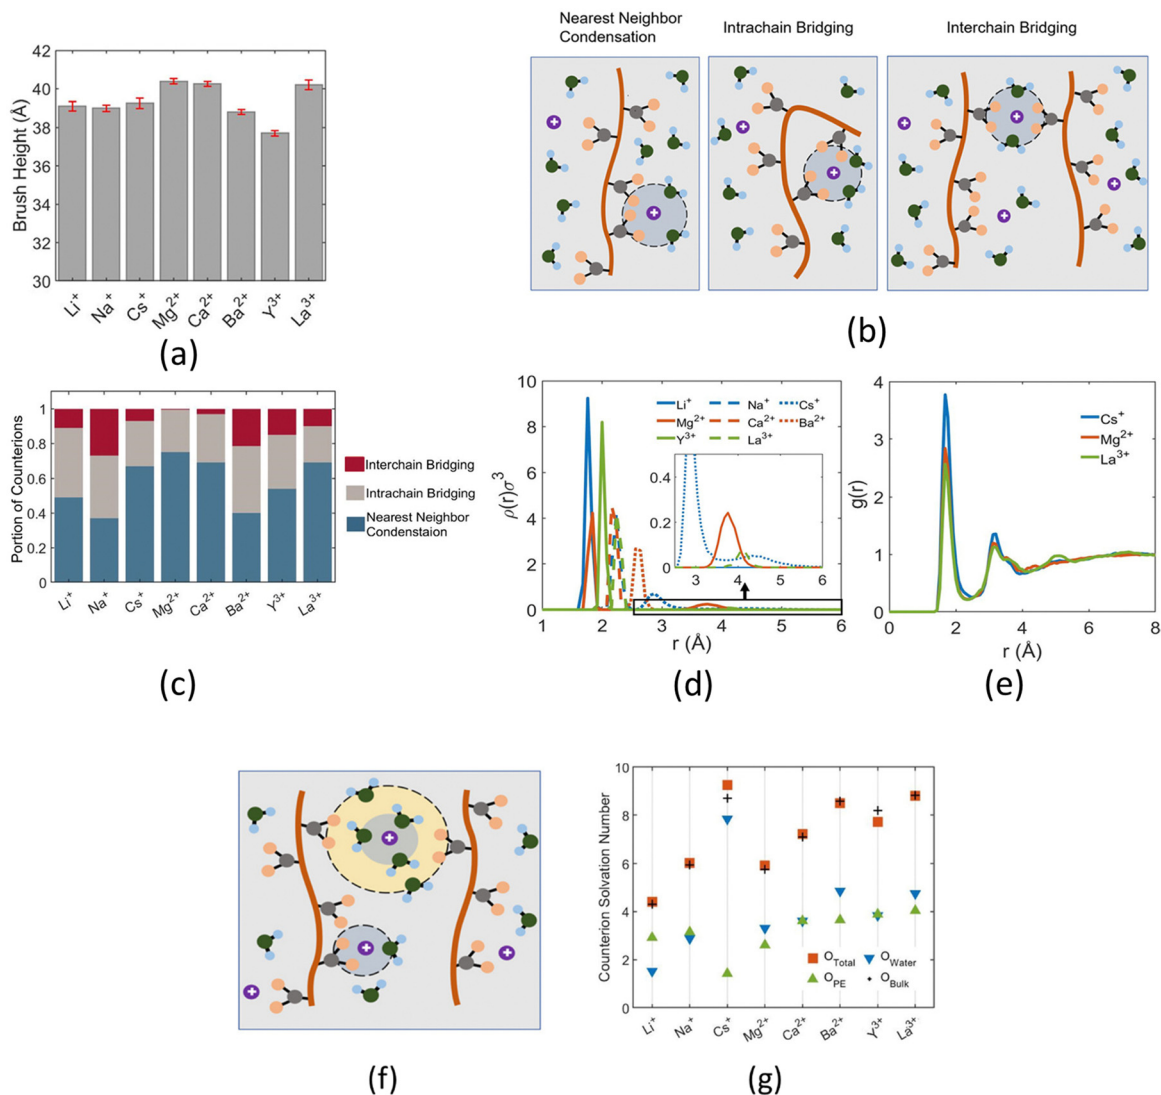 Nearest Neighbor
Condensation
Intrachain Bridging
Interchain Bridging
Brush Height (Å)
42
40
38
36
34
32
30
Li+
Na+
Cs+
Mg2+
Ca2+
Ba2+
Y3+
La3+
(a)
(b)
Portion of Counterions
1
0.8
0.6
0.4
0.2
0
Li+
Na+
Cs+
Mg2+
Ca2+
Ba2+
Y3+
La3+
Interchain Bridging
Intrachain Bridging
Nearest Neighbor
Condenstaion
(c)
ρ(r)σ3
10
8
6
4
2
0
1 2 3 4 5 6
r (Å)
Li+ Na+ Cs+
Mg2+ Ca2+ Ba2+
Y3+ La3+
0.4
0.2
0
3 4 5 6
(d)
g(r)
4
3
2
1
0
0 2 4 6 8
r (Å)
Cs+
Mg2+
La3+
(e)
(f)
Counterion Solvation Number
10
8
6
4
2
0
OTotal OWater
OPE OBulk
Li+
Na+
Cs+
Mg2+
Ca2+
Ba2+
Y3+
La3+
(g)